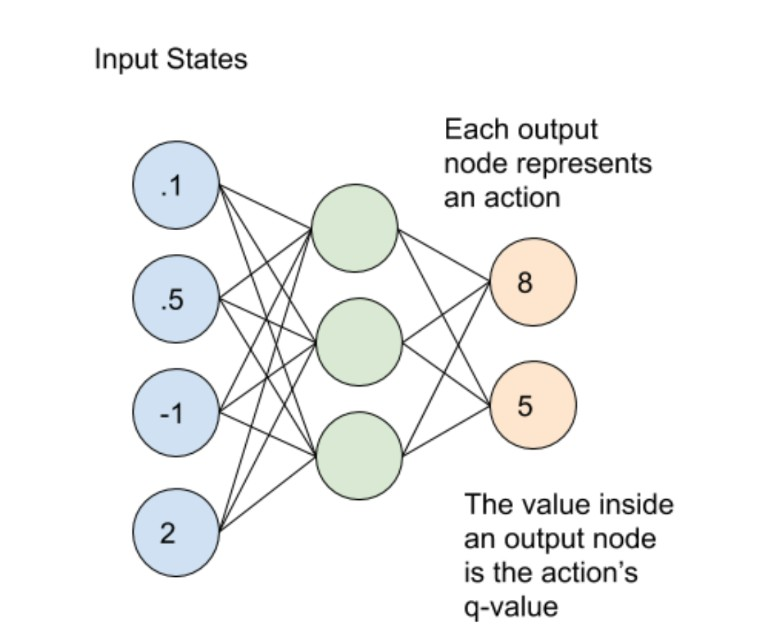 Input States
Each output
node represents
an action
.1
.5
-1
2
8
5
The value inside
an output node
is the action's
q-value